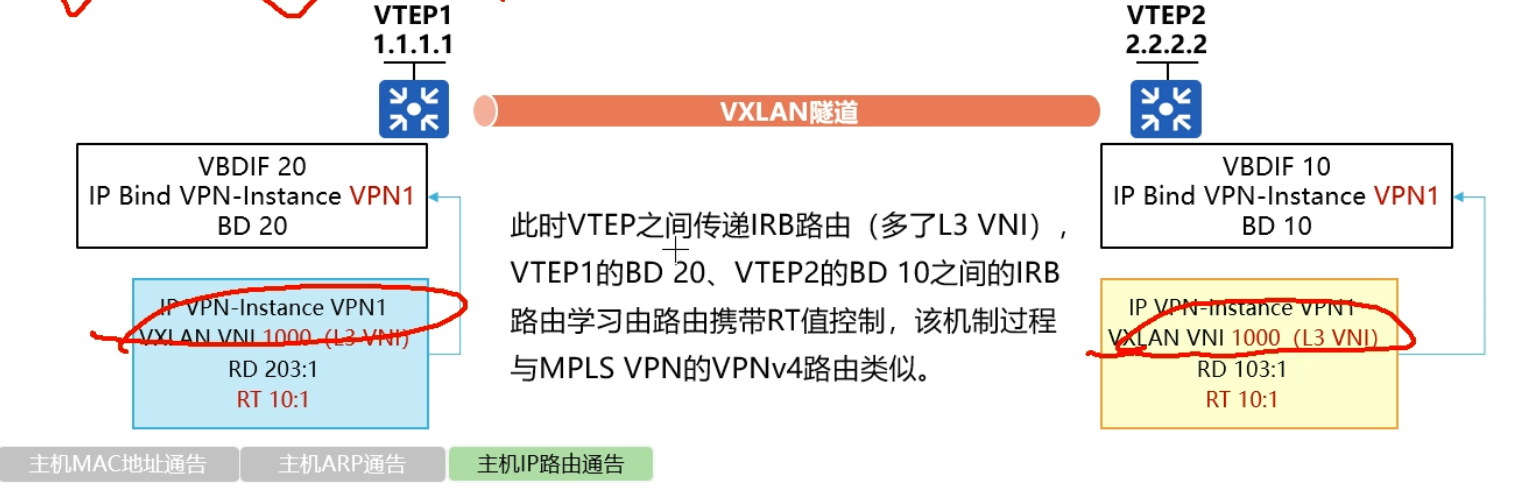 VTEP1
1.1.1.1
VTEP2
2.2.2.2
VXLAN隧道
VBDIF 20
IP Bind VPN-Instance VPN1
BD 20
VBDIF 10
IP Bind VPN-Instance VPN1
BD 10
此时VTEP之间传递IRB路由（多了L3 VNI），
VTEP1的BD 20、VTEP2的BD 10之间的IRB
路由学习由路由携带RT值控制，该机制过程
与MPLS VPN的VPNv4路由类似。
IP VPN-Instance VPN1
VXLAN VNI 1000（L3 VNI）
RD 203:1
RT 10:1
IP VPN-Instance VPN1
VXLAN VNI 1000（L3 VNI）
RD 103:1
RT 10:1
主机MAC地址通告
主机ARP通告
主机IP路由通告